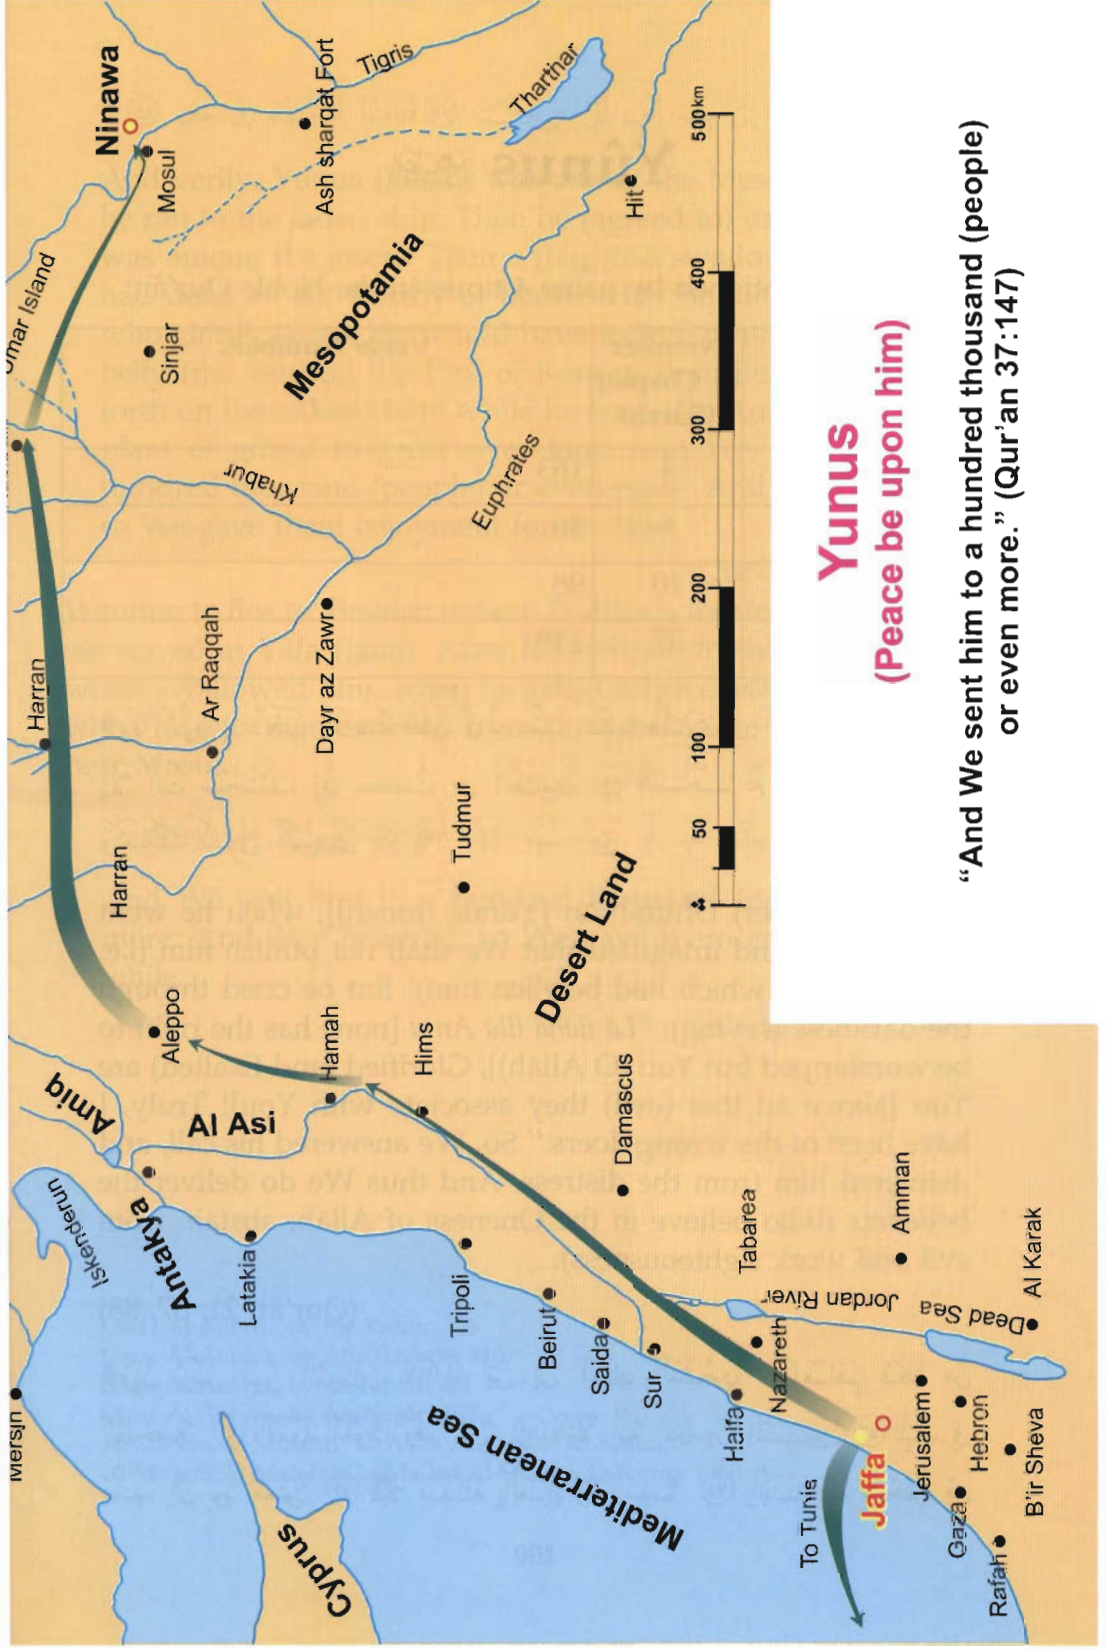 Ninawa
Mosul
Ash sharqat Fort
Tigris
Tharthar
Hit
Sinjar
Mesopotamia
Khabur
Euphrates
Harran
Ar Raqqah
Dayr az Zawr
Harran
Tudmur
Desert Land
Aleppo
Hamah
Hims
Al Asi
Amiq
Iskenderun
Antakya
Latakia
Tripoli
Damascus
Beirut
Saida
Sur
Tabarea
Jordan River
Amman
Dead Sea
Al Karak
Nazareth
Haifa
Mersin
Mediterranean Sea
Cyprus
To Tunis
Jaffa
Jerusalem
Hebron
Gaza
B'ir Sheva
Rafah
50 100 200 300 400 500 km
Yunus
(Peace be upon him)
“And We sent him to a hundred thousand (people)
or even more.” (Qur'an 37:147)